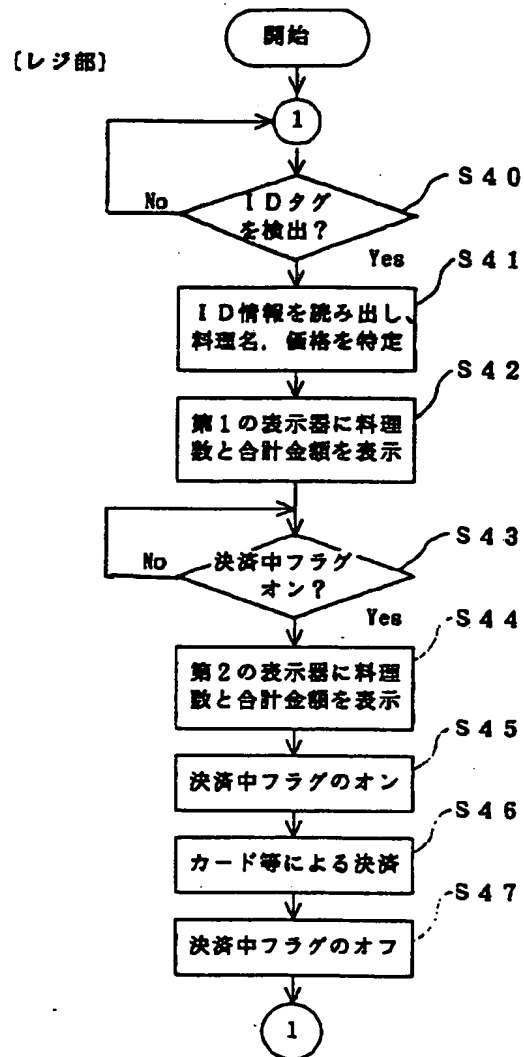 開始
[レジ部]
1
S40
IDタグ
を検出?
No
Yes
S41
ID情報を読み出し、
料理名、価格を特定
S42
第1の表示器に料理
数と合計金額を表示
S43
決済中フラグ
オン?
No
Yes
S44
第2の表示器に料理
数と合計金額を表示
S45
決済中フラグのオン
S46
カード等による決済
S47
決済中フラグのオフ
1